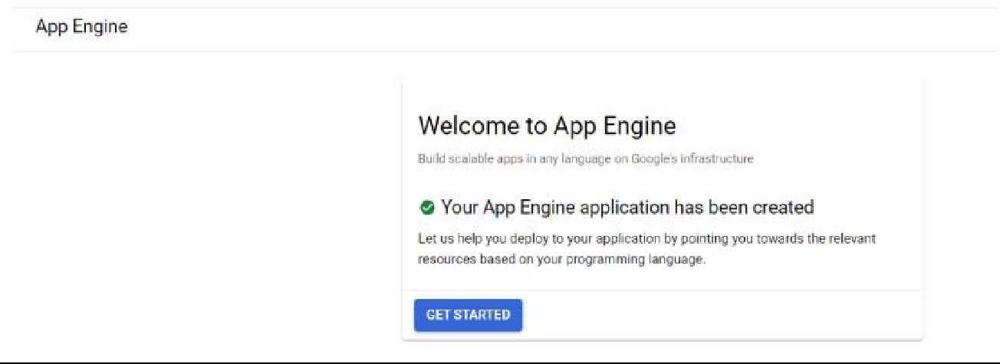 App Engine
Welcome to App Engine
Build scalable apps in any language on Google's infrastructure
Your App Engine application has been created
Let us help you deploy to your application by pointing you towards the relevant
resources based on your programming language.
GET STARTED